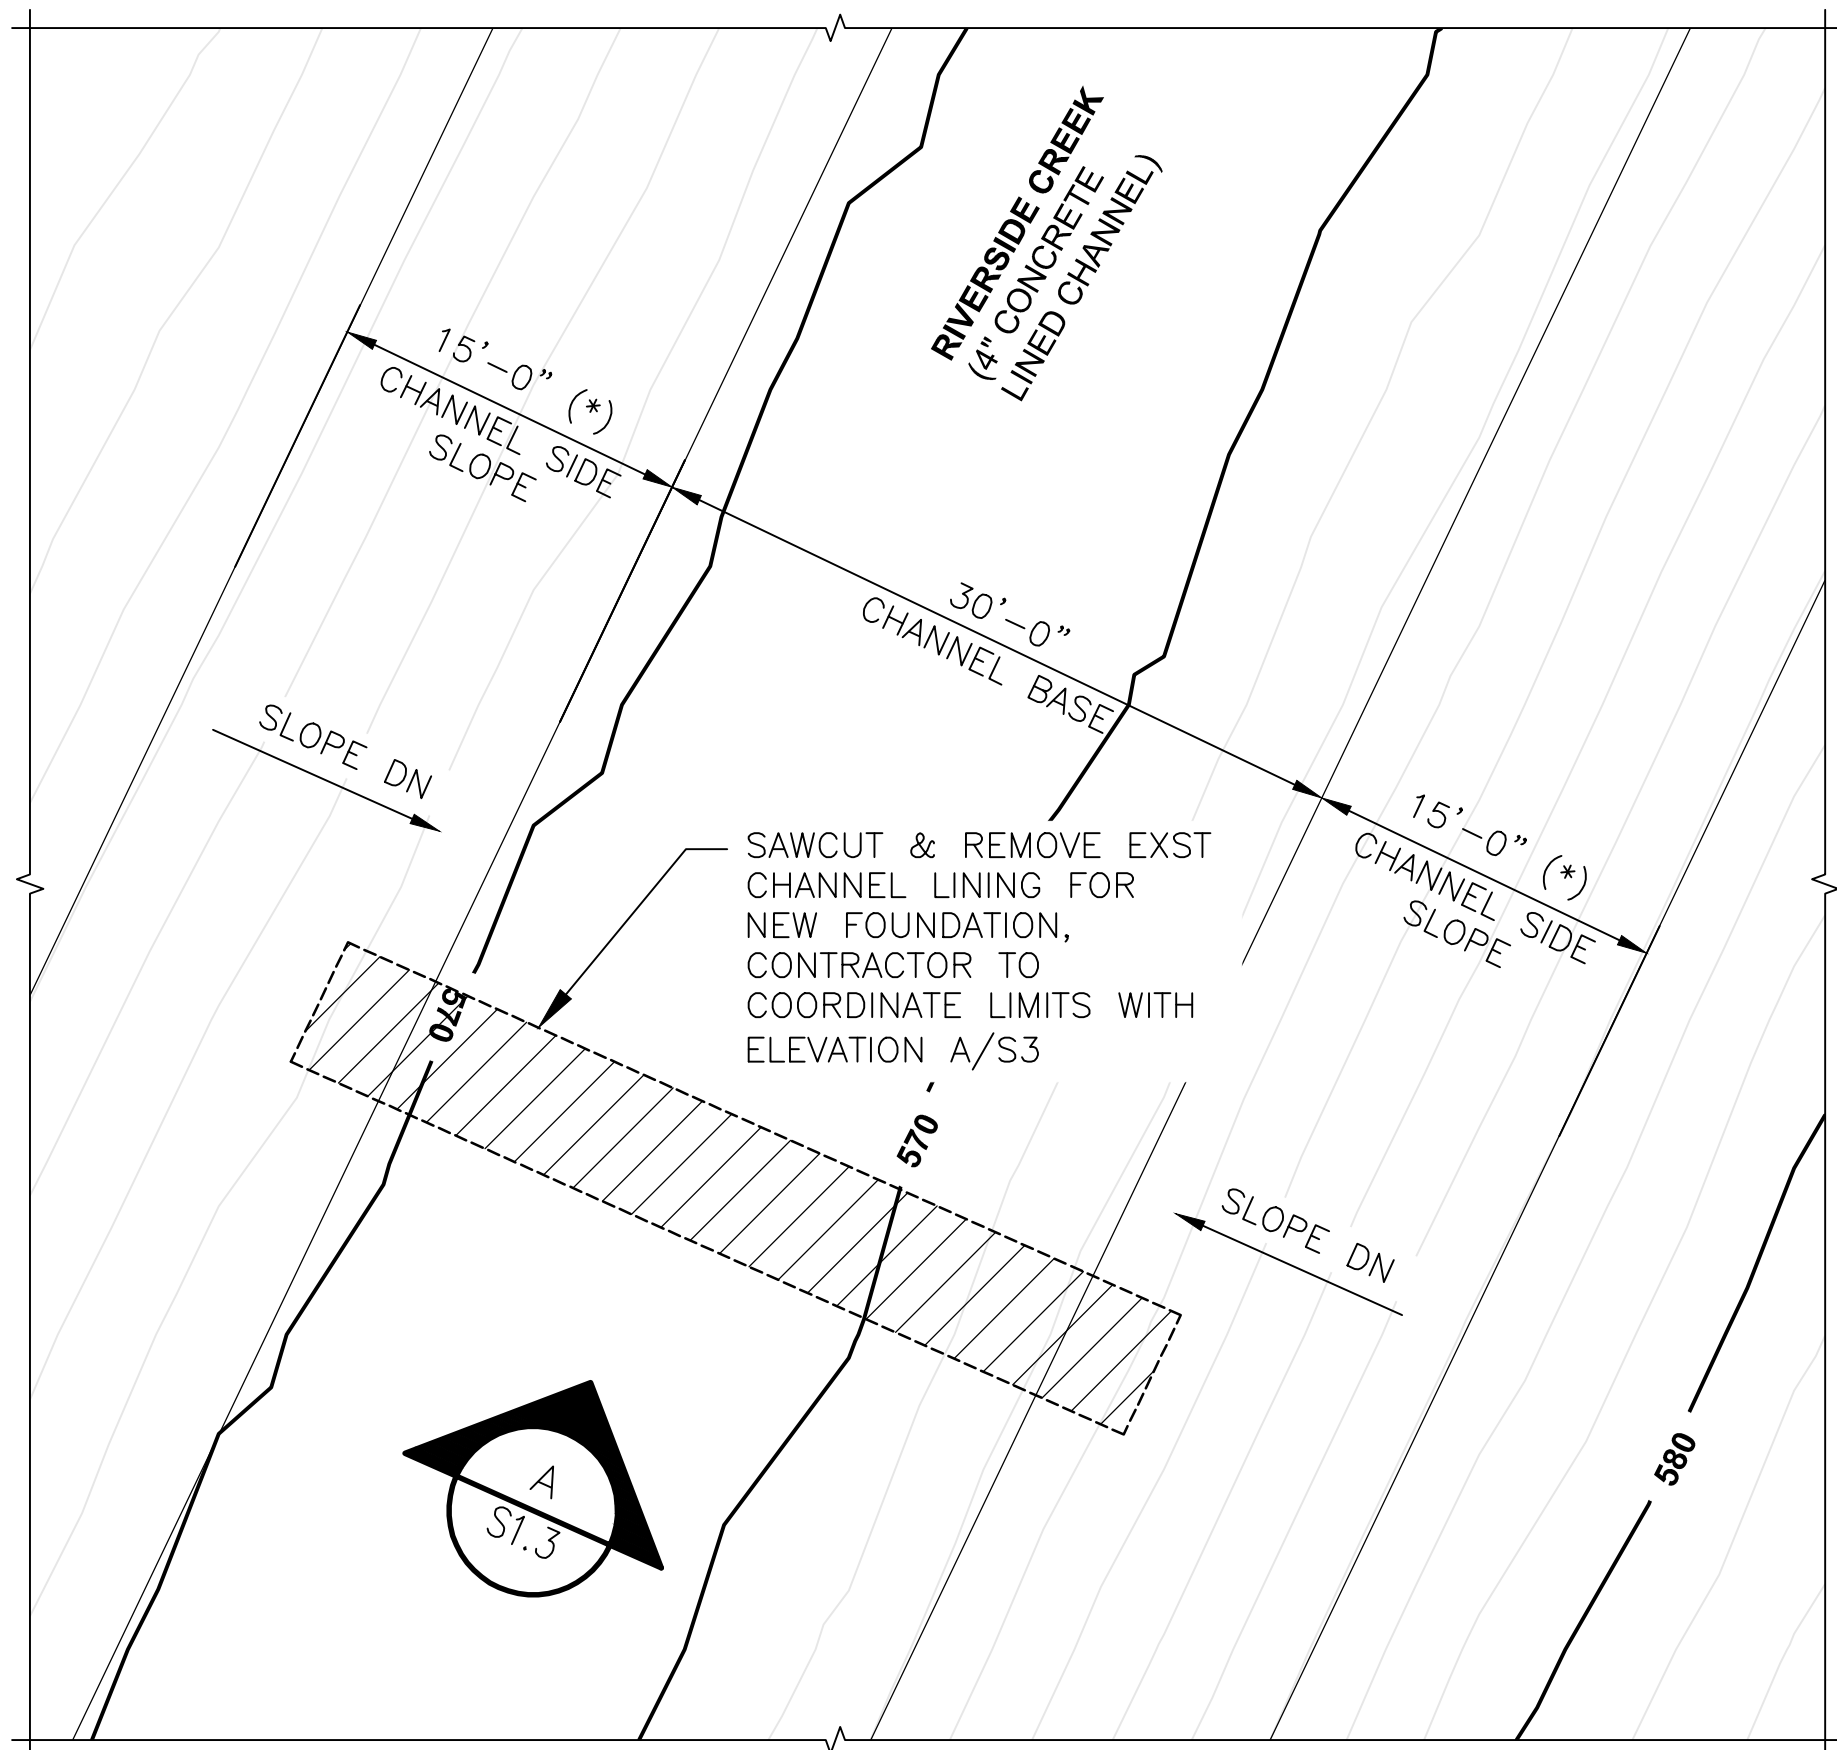 RIVERSIDE CREEK
(4" CONCRETE
LINED CHANNEL)
15'-0" (*)
CHANNEL SIDE
SLOPE
30'-0"
CHANNEL BASE
15'-0" (*)
CHANNEL SIDE
SLOPE
SLOPE DN
SAWCUT & REMOVE EXST
CHANNEL LINING FOR
NEW FOUNDATION,
CONTRACTOR TO
COORDINATE LIMITS WITH
ELEVATION A/S3
570
570
SLOPE DN
580
A
S1.3